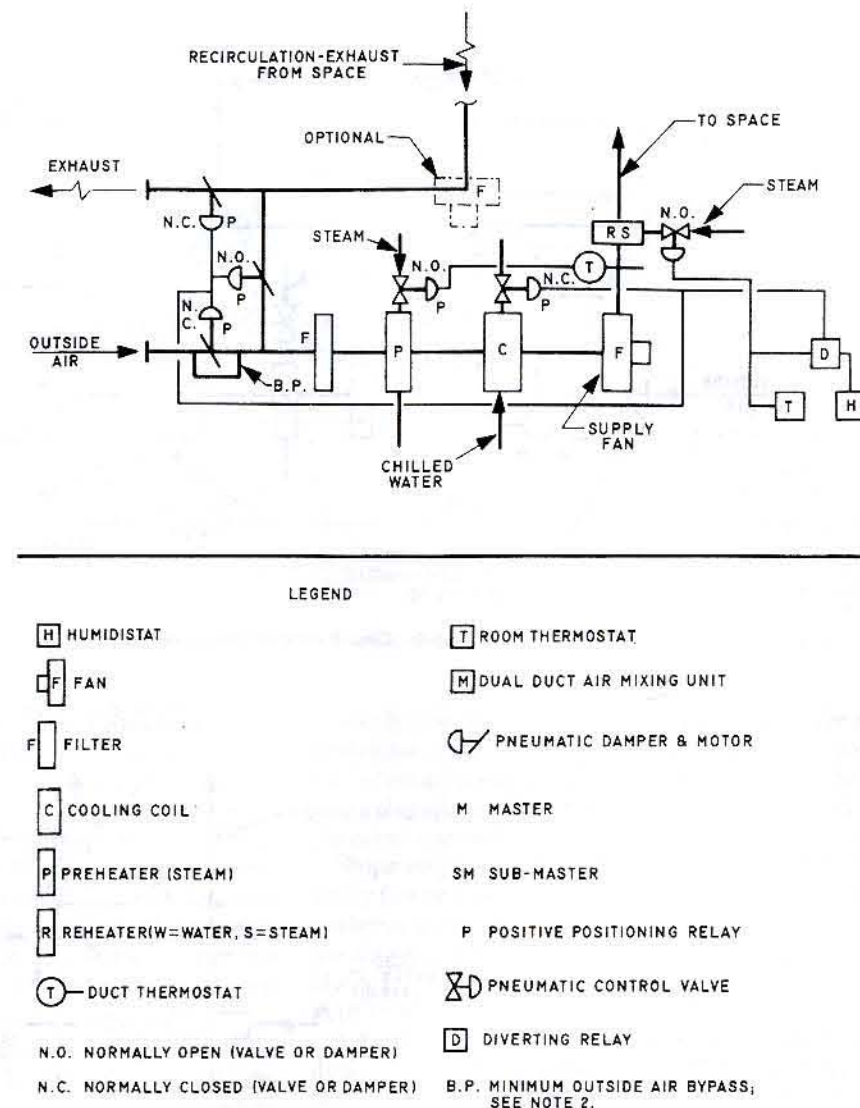 RECIRCULATION-EXHAUST
FROM SPACE
OPTIONAL
TO SPACE
EXHAUST
F
STEAM
N.O.
N.C.
P
STEAM
R S
N.O.
P
N.O.
T
N.C.
P
P
N.
C.
P
OUTSIDE
AIR
F
P
C
F
D
B.P.
T
H
SUPPLY
FAN
CHILLED
WATER
LEGEND
H HUMIDISTAT
T ROOM THERMOSTAT
F FAN
M DUAL DUCT AIR MIXING UNIT
F FILTER
PNEUMATIC DAMPER & MOTOR
C COOLING COIL
M MASTER
P PREHEATER (STEAM)
SM SUB-MASTER
R REHEATER(W=WATER, S=STEAM)
P POSITIVE POSITIONING RELAY
T DUCT THERMOSTAT
PNEUMATIC CONTROL VALVE
D DIVERTING RELAY
N.O. NORMALLY OPEN (VALVE OR DAMPER)
N.C. NORMALLY CLOSED (VALVE OR DAMPER)
B.P. MINIMUM OUTSIDE AIR BYPASS;
SEE NOTE 2.